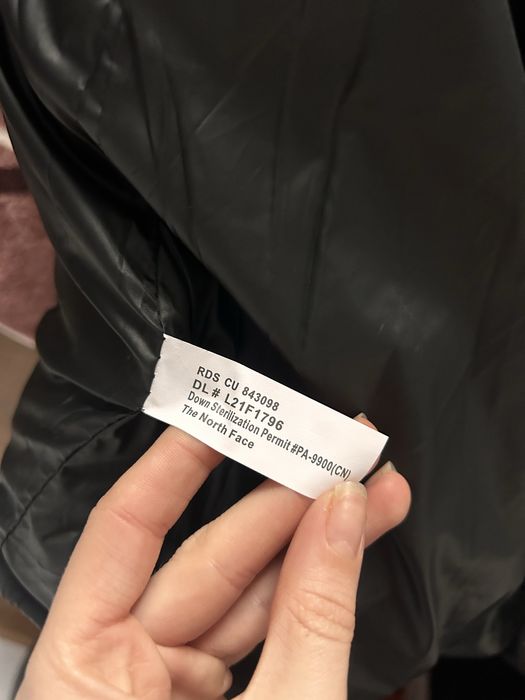 RDS CU 843098
DL # L21F1796
Down Sterilization Permit #PA-9900(CN)
The North Face